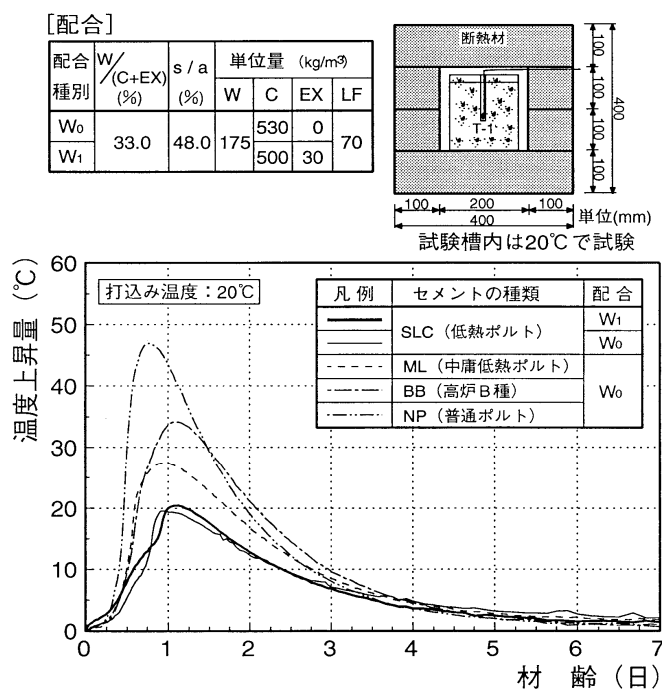 [配合]
配合種別 W/(C+EX) (%) s/a (%) 単位量 (kg/m³)
W C EX LF
W₀ 33.0 48.0 175 530 0 70
W₁ 500 30
断熱材
T-1
100
100
100
100
400
100 200 100
400
単位(mm)
試験槽内は20℃で試験
打込み温度:20℃
凡例 セメントの種類 配合
SLC(低熱ポルト) W₁
W₀
ML(中庸低熱ポルト) W₀
BB(高炉B種)
NP(普通ポルト)
温度上昇量(℃)
60
50
40
30
20
10
0
0 1 2 3 4 5 6 7
材 齢(日)